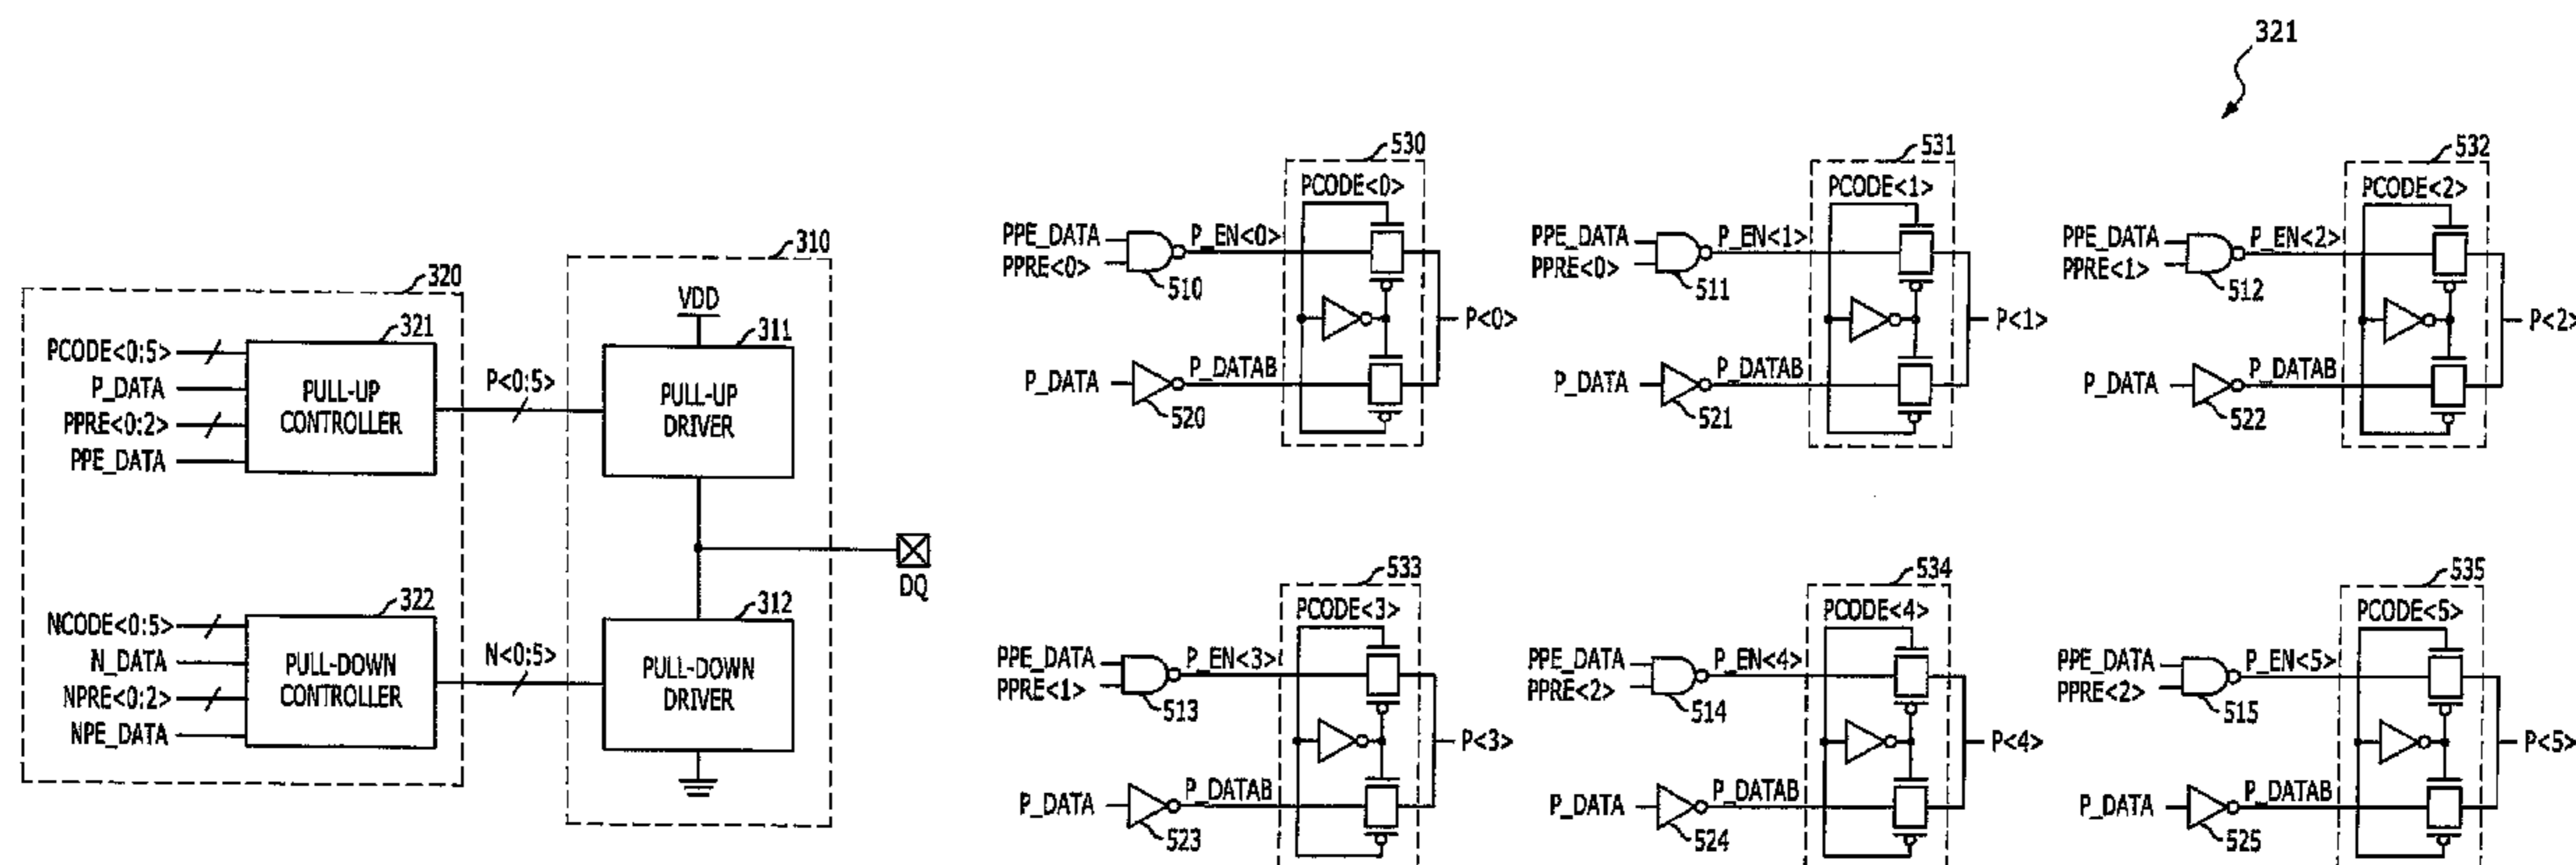 320
PCODE<0:5>
P_DATA
PPRE<0:2>
PPE_DATA
321
PULL-UP
CONTROLLER
P<0:5>
NCODE<0:5>
N_DATA
NPRE<0:2>
NPE_DATA
322
PULL-DOWN
CONTROLLER
N<0:5>
310
VDD
311
PULL-UP
DRIVER
312
PULL-DOWN
DRIVER
DQ
321
530
PCODE<0>
PPE_DATA
PPRE<0>
P_EN<0>
510
P<0>
P_DATA
P_DATAB
520
531
PCODE<1>
PPE_DATA
PPRE<0>
P_EN<1>
511
P<1>
P_DATA
P_DATAB
521
532
PCODE<2>
PPE_DATA
PPRE<1>
P_EN<2>
512
P<2>
P_DATA
P_DATAB
522
533
PCODE<3>
PPE_DATA
PPRE<1>
P_EN<3>
513
P<3>
P_DATA
P_DATAB
523
534
PCODE<4>
PPE_DATA
PPRE<2>
P_EN<4>
514
P<4>
P_DATA
P_DATAB
524
535
PCODE<5>
PPE_DATA
PPRE<2>
P_EN<5>
515
P<5>
P_DATA
P_DATAB
525